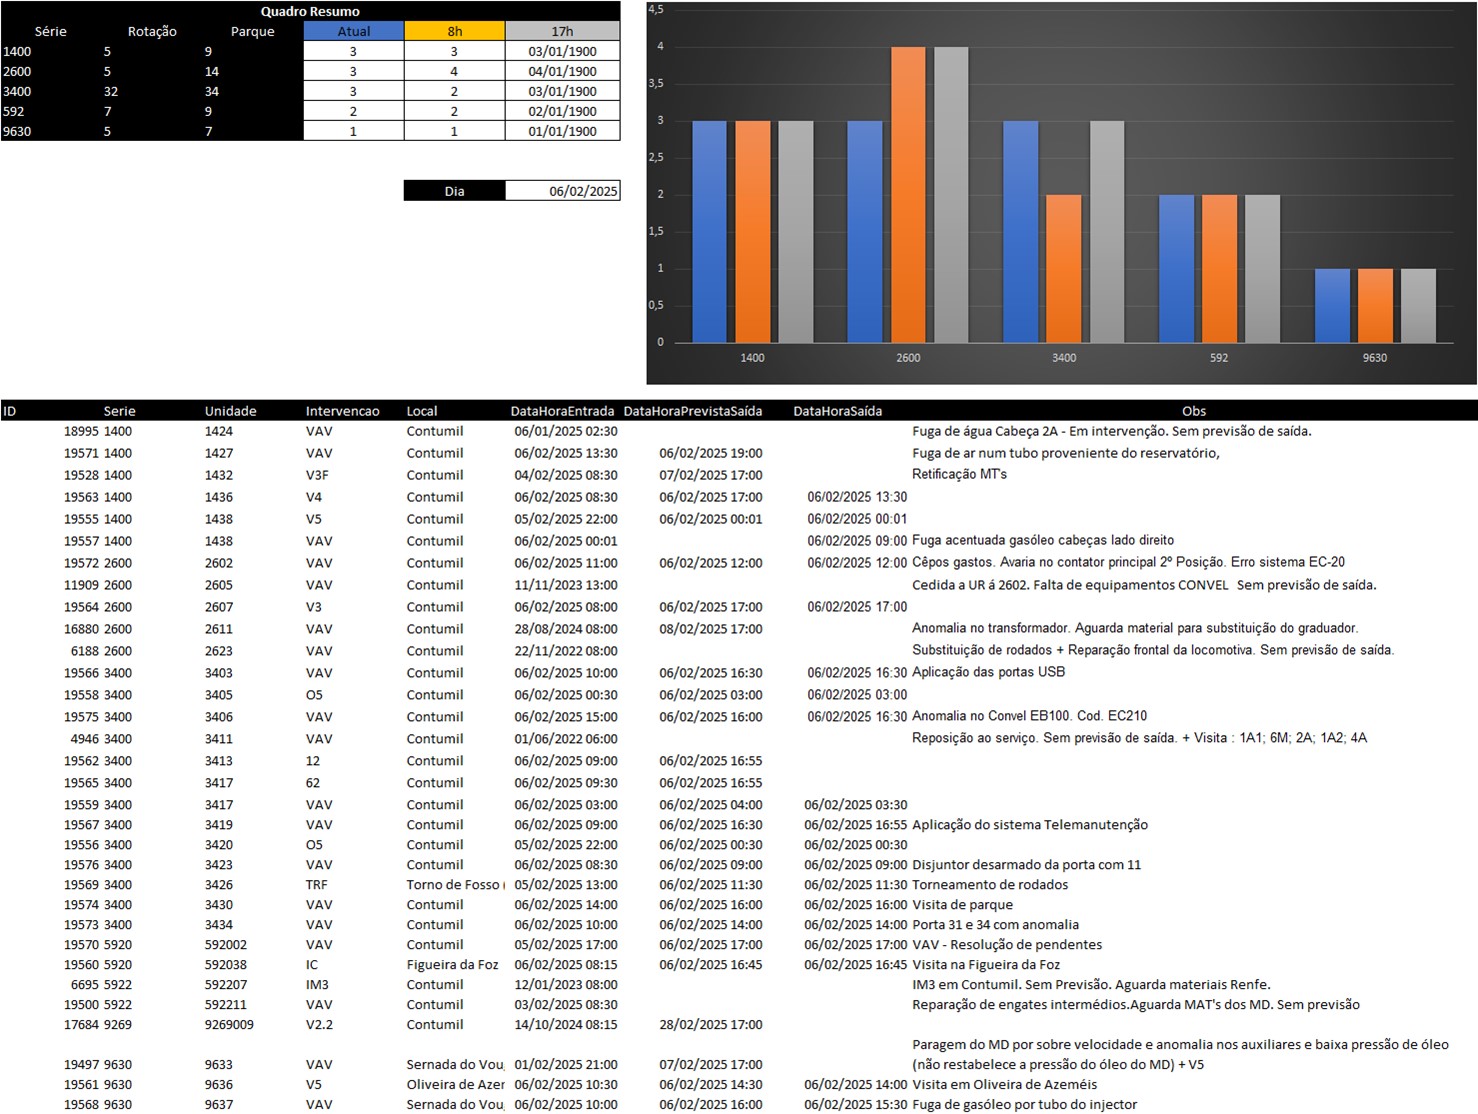 Quadro Resumo
Série Rotação Parque Atual 8h 17h
1400 5 9 3 3 03/01/1900
2600 5 14 3 4 04/01/1900
3400 32 34 3 2 03/01/1900
592 7 9 2 2 02/01/1900
9630 5 7 1 1 01/01/1900
Dia 06/02/2025
4,5
4
3,5
3
2,5
2
1,5
1
0,5
0
1400 2600 3400 592 9630
ID Serie Unidade Intervencao Local DataHoraEntrada DataHoraPrevistaSaída DataHoraSaída Obs
18995 1400 1424 VAV Contumil 06/01/2025 02:30 Fuga de água Cabeça 2A - Em intervenção. Sem previsão de saída.
19571 1400 1427 VAV Contumil 06/02/2025 13:30 06/02/2025 19:00 Fuga de ar num tubo proveniente do reservatório,
19528 1400 1432 V3F Contumil 04/02/2025 08:30 07/02/2025 17:00 Retificação MT's
19563 1400 1436 V4 Contumil 06/02/2025 08:30 06/02/2025 17:00 06/02/2025 13:30
19555 1400 1438 V5 Contumil 05/02/2025 22:00 06/02/2025 00:01 06/02/2025 00:01
19557 1400 1438 VAV Contumil 06/02/2025 00:01 06/02/2025 09:00 Fuga acentuada gasóleo cabeças lado direito
19572 2600 2602 VAV Contumil 06/02/2025 11:00 06/02/2025 12:00 06/02/2025 12:00 Cêpos gastos. Avaria no contator principal 2º Posição. Erro sistema EC-20
11909 2600 2605 VAV Contumil 11/11/2023 13:00 Cedida a UR á 2602. Falta de equipamentos CONVEL Sem previsão de saída.
19564 2600 2607 V3 Contumil 06/02/2025 08:00 06/02/2025 17:00 06/02/2025 17:00
16880 2600 2611 VAV Contumil 28/08/2024 08:00 08/02/2025 17:00 Anomalia no transformador. Aguarda material para substituição do graduador.
6188 2600 2623 VAV Contumil 22/11/2022 08:00 Substituição de rodados + Reparação frontal da locomotiva. Sem previsão de saída.
19566 3400 3403 VAV Contumil 06/02/2025 10:00 06/02/2025 16:30 06/02/2025 16:30 Aplicação das portas USB
19558 3400 3405 O5 Contumil 06/02/2025 00:30 06/02/2025 03:00 06/02/2025 03:00
19575 3400 3406 VAV Contumil 06/02/2025 15:00 06/02/2025 16:00 06/02/2025 16:30 Anomalia no Convel EB100. Cod. EC210
4946 3400 3411 VAV Contumil 01/06/2022 06:00 Reposição ao serviço. Sem previsão de saída. + Visita : 1A1; 6M; 2A; 1A2; 4A
19562 3400 3413 12 Contumil 06/02/2025 09:00 06/02/2025 16:55
19565 3400 3417 62 Contumil 06/02/2025 09:30 06/02/2025 16:55
19559 3400 3417 VAV Contumil 06/02/2025 03:00 06/02/2025 04:00 06/02/2025 03:30
19567 3400 3419 VAV Contumil 06/02/2025 09:00 06/02/2025 16:30 06/02/2025 16:55 Aplicação do sistema Telemanutenção
19556 3400 3420 O5 Contumil 05/02/2025 22:00 06/02/2025 00:30 06/02/2025 00:30
19576 3400 3423 VAV Contumil 06/02/2025 08:30 06/02/2025 09:00 06/02/2025 09:00 Disjuntor desarmado da porta com 11
19569 3400 3426 TRF Torno de Fosso ( 05/02/2025 13:00 06/02/2025 11:30 06/02/2025 11:30 Torneamento de rodados
19574 3400 3430 VAV Contumil 06/02/2025 14:00 06/02/2025 16:00 06/02/2025 16:00 Visita de parque
19573 3400 3434 VAV Contumil 06/02/2025 10:00 06/02/2025 14:00 06/02/2025 14:00 Porta 31 e 34 com anomalia
19570 5920 592002 VAV Contumil 05/02/2025 17:00 06/02/2025 17:00 06/02/2025 17:00 VAV - Resolução de pendentes
19560 5920 592038 IC Figueira da Foz 06/02/2025 08:15 06/02/2025 16:45 06/02/2025 16:45 Visita na Figueira da Foz
6695 5922 592207 IM3 Contumil 12/01/2023 08:00 IM3 em Contumil. Sem Previsão. Aguarda materiais Renfe.
19500 5922 592211 VAV Contumil 03/02/2025 08:30 Reparação de engates intermédios.Aguarda MAT's dos MD. Sem previsão
17684 9269 9269009 V2.2 Contumil 14/10/2024 08:15 28/02/2025 17:00
Paragem do MD por sobre velocidade e anomalia nos auxiliares e baixa pressão de óleo
19497 9630 9633 VAV Sernada do Vou 01/02/2025 21:00 07/02/2025 17:00 (não restabelece a pressão do óleo do MD) + V5
19561 9630 9636 V5 Oliveira de Azer 06/02/2025 10:30 06/02/2025 14:30 06/02/2025 14:00 Visita em Oliveira de Azeméis
19568 9630 9637 VAV Sernada do Vou 06/02/2025 10:00 06/02/2025 16:00 06/02/2025 15:30 Fuga de gasóleo por tubo do injector